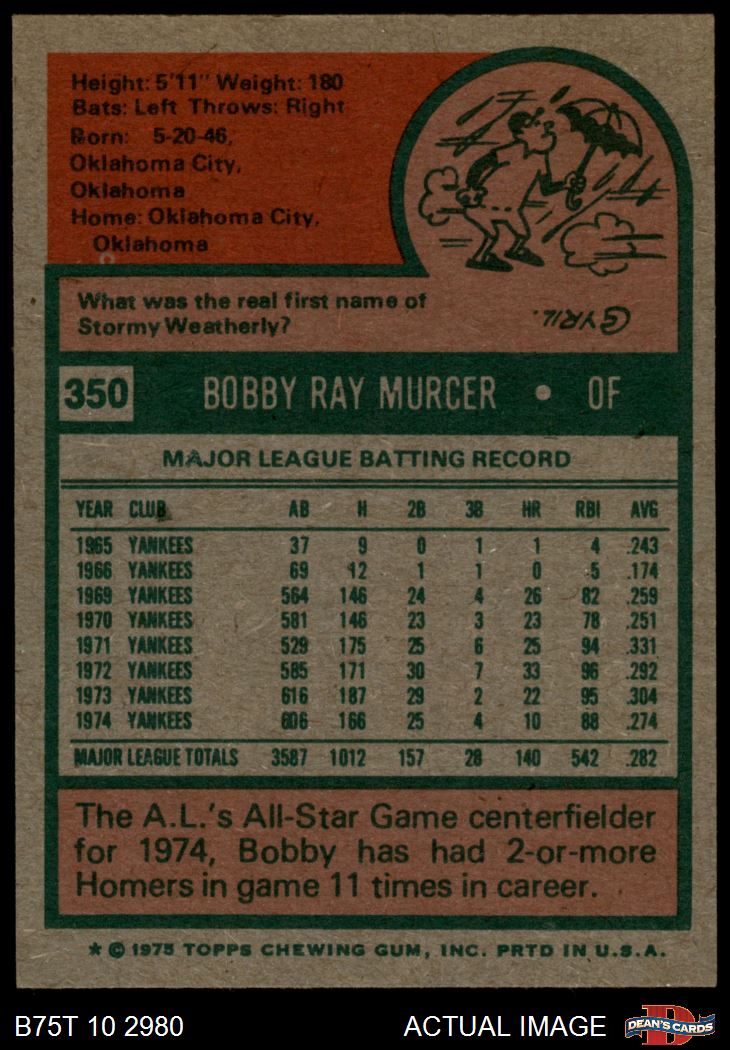 Height: 5'11" Weight: 180
Bats: Left Throws: Right
Born: 5-20-46,
Oklahoma City,
Oklahoma
Home: Oklahoma City,
Oklahoma
What was the real first name of
Stormy Weatherly?
CYRIL.
350 BOBBY RAY MURCER • OF
MAJOR LEAGUE BATTING RECORD
YEAR CLUB AB H 2B 3B HR RBI AVG
1965 YANKEES 37 9 0 1 1 4 .243
1966 YANKEES 69 12 1 1 0 5 .174
1969 YANKEES 564 146 24 4 26 82 .259
1970 YANKEES 581 146 23 3 23 78 .251
1971 YANKEES 529 175 25 6 25 94 .331
1972 YANKEES 585 171 30 7 33 96 .292
1973 YANKEES 616 187 29 2 22 95 .304
1974 YANKEES 606 166 25 4 10 88 .274
MAJOR LEAGUE TOTALS 3587 1012 157 28 140 542 .282
The A.L.'s All-Star Game centerfielder
for 1974, Bobby has had 2-or-more
Homers in game 11 times in career.
* © 1975 TOPPS CHEWING GUM, INC. PRTD IN U.S.A.
B75T 10 2980 ACTUAL IMAGE
D DEAN'S CARDS